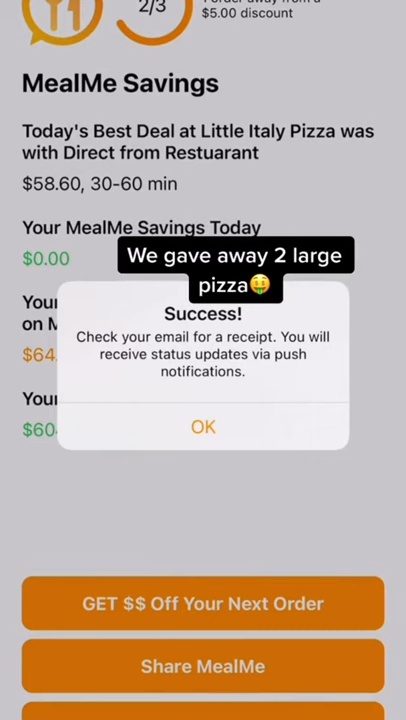 2/3
$5.00 discount
MealMe Savings
Today's Best Deal at Little Italy Pizza was
with Direct from Restuarant
$58.60, 30-60 min
Your MealMe Savings Today
$0.00
We gave away 2 large
pizza🤑
Success!
Check your email for a receipt. You will
receive status updates via push
notifications.
OK
GET $$ Off Your Next Order
Share MealMe